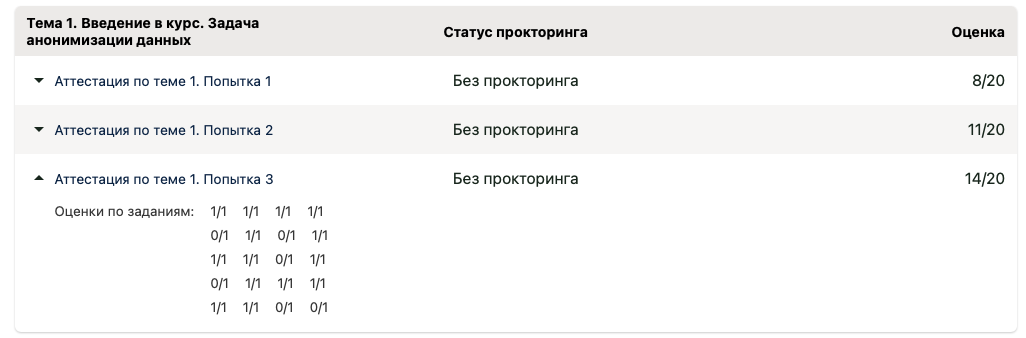 Тема 1. Введение в курс. Задача
анонимизации данных
Статус прокторинга
Оценка
Аттестация по теме 1. Попытка 1
Без прокторинга
8/20
Аттестация по теме 1. Попытка 2
Без прокторинга
11/20
Аттестация по теме 1. Попытка 3
Без прокторинга
14/20
Оценки по заданиям: 1/1 1/1 1/1 1/1
0/1 1/1 0/1 1/1
1/1 1/1 0/1 1/1
0/1 1/1 1/1 1/1
1/1 1/1 0/1 0/1